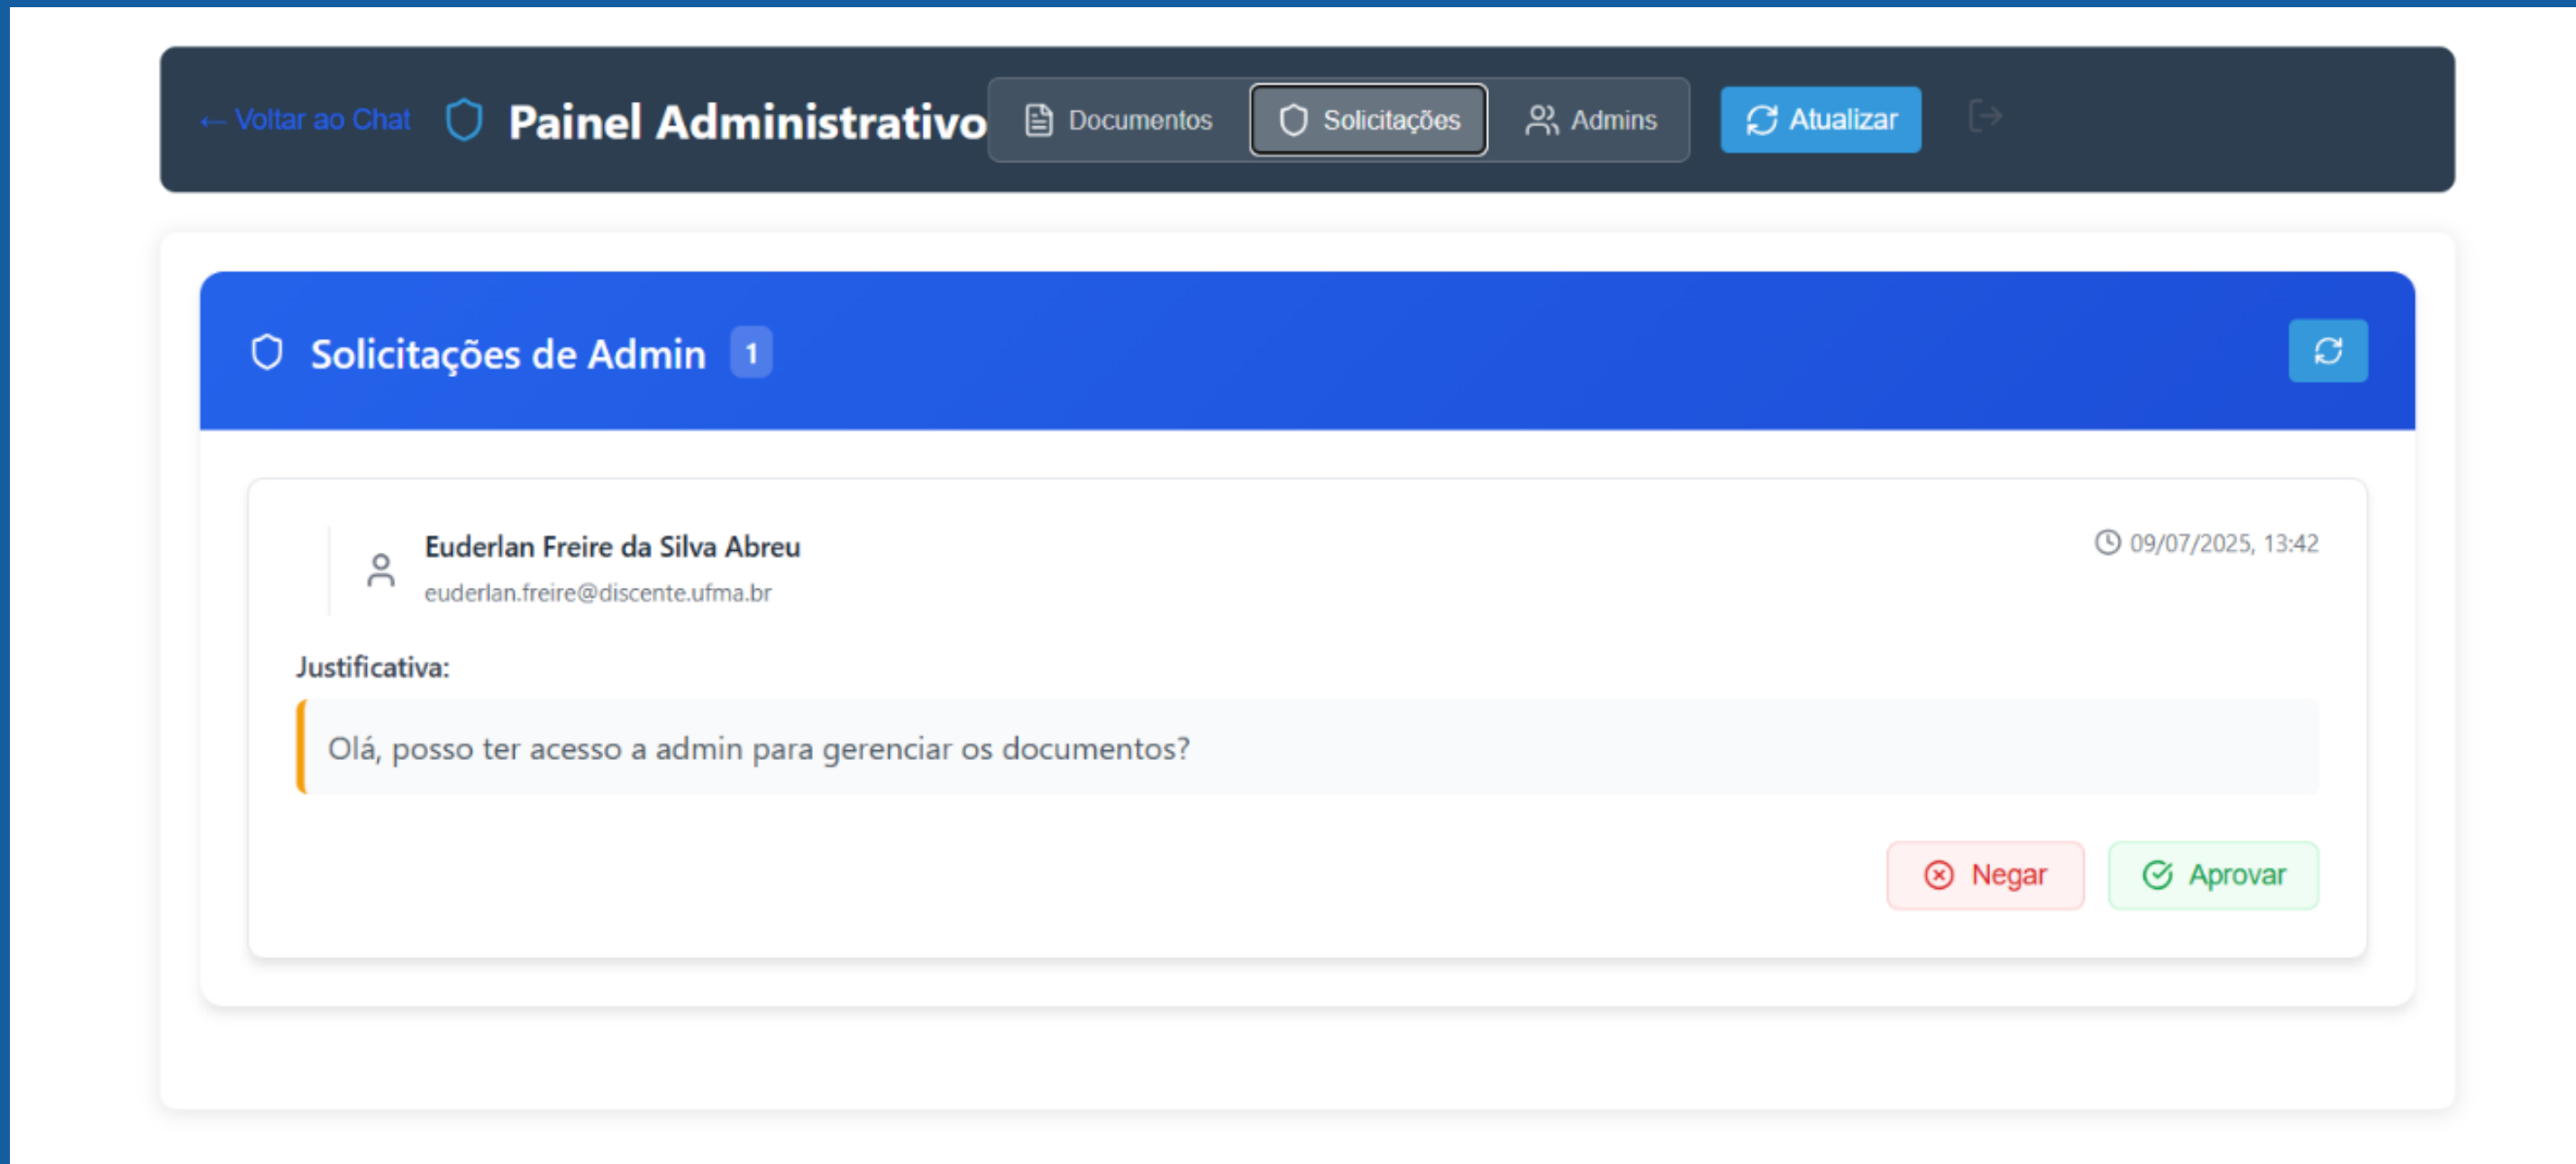 ← Voltar ao Chat Painel Administrativo Documentos Solicitações Admins Atualizar
Solicitações de Admin 1
Euderlan Freire da Silva Abreu 09/07/2025, 13:42
euderlan.freire@discente.ufma.br
Justificativa:
Olá, posso ter acesso a admin para gerenciar os documentos?
Negar Aprovar